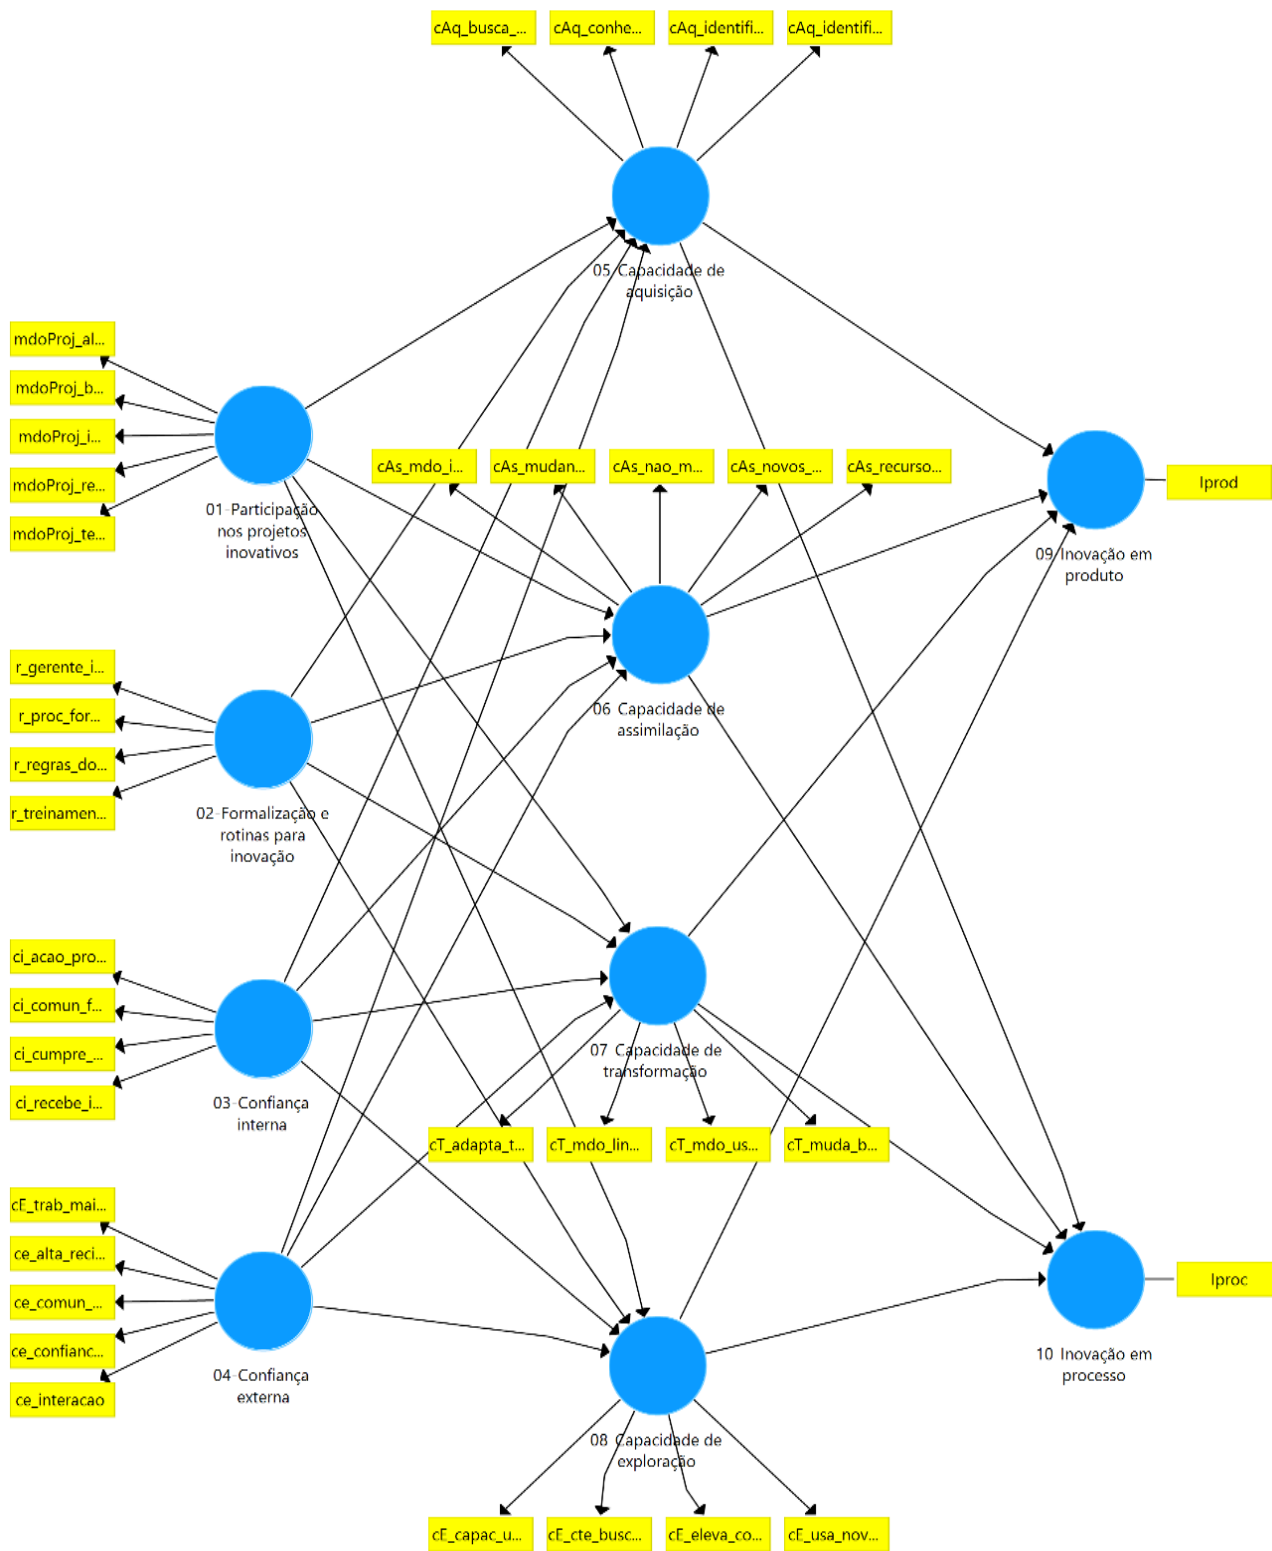 cAq_busca_...
cAq_conhe...
cAq_identifi...
cAq_identifi...
05 Capacidade de
aquisição
mdoProj_al...
mdoProj_b...
mdoProj_i...
mdoProj_re...
mdoProj_te...
01-Participação
nos projetos
inovativos
cAs_mdo_i...
cAs_mudan...
cAs_nao_m...
cAs_novos_...
cAs_recurso...
Iprod
09 Inovação em
produto
r_gerente_i...
r_proc_for...
r_regras_do...
r_treinamen...
02-Formalização e
rotinas para
inovação
06 Capacidade de
assimilação
ci_acao_pro...
ci_comun_f...
ci_cumpre_...
ci_recebe_i...
03-Confiança
interna
07 Capacidade de
transformação
cT_adapta_t...
cT_mdo_lin...
cT_mdo_us...
cT_muda_b...
cE_trab_mai...
ce_alta_reci...
ce_comun_...
ce_confianc...
ce_interacao
04-Confiança
externa
Iproc
10 Inovação em
processo
08 Capacidade de
exploração
cE_capac_u...
cE_cte_busc...
cE_eleva_co...
cE_usa_nov...